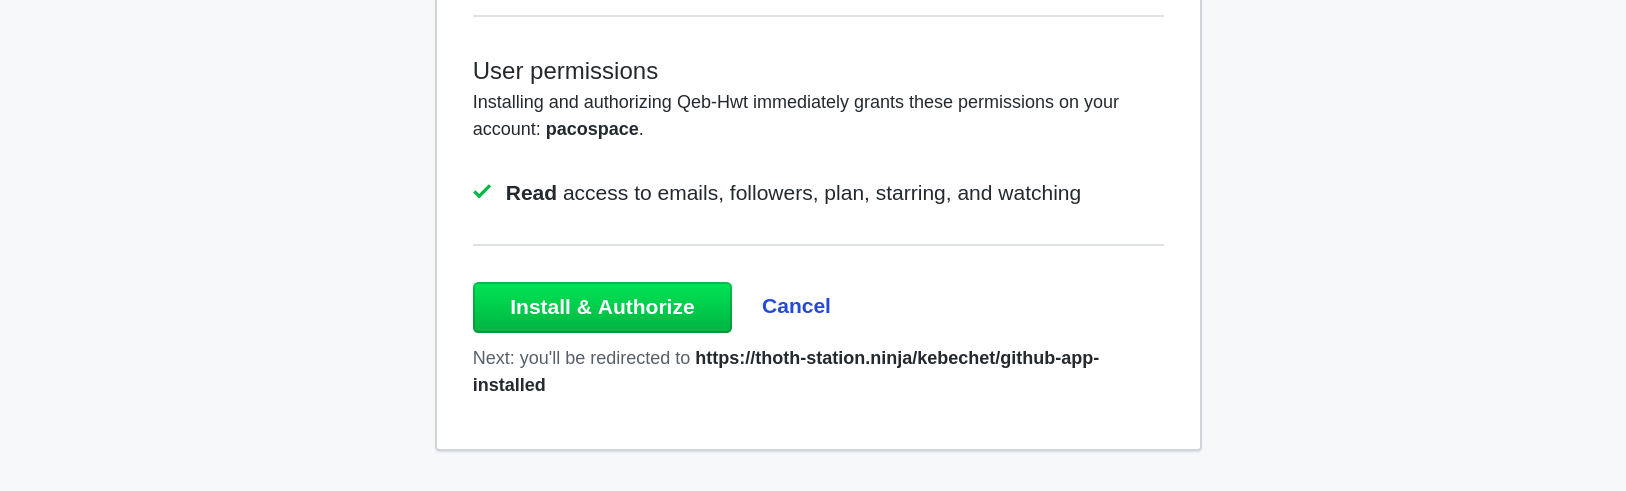 User permissions
Installing and authorizing Qeb-Hwt immediately grants these permissions on your
account: pacospace.
Read access to emails, followers, plan, starring, and watching
Install & Authorize
Cancel
Next: you'll be redirected to https://thoth-station.ninja/kebechet/github-app-
installed